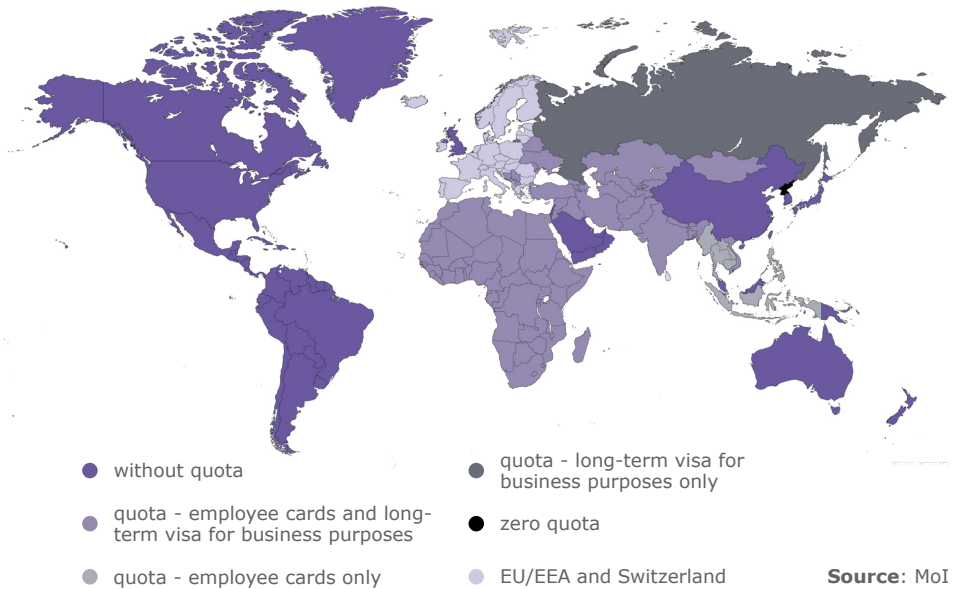 without quota
quota - employee cards and long-
term visa for business purposes
quota - employee cards only
quota - long-term visa for
business purposes only
zero quota
EU/EEA and Switzerland
Source: MoI